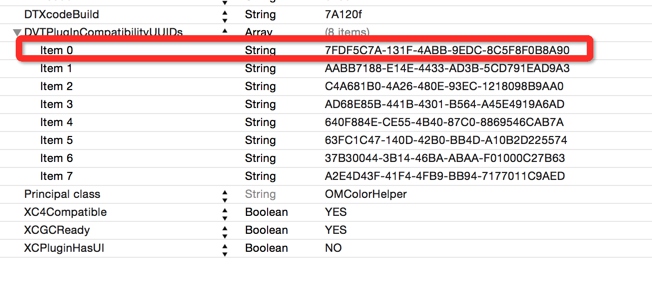 DTXcodeBuild String 7A120f
DVTPlugInCompatibilityUUIDs Array (8 items)
Item 0 String 7FDF5C7A-131F-4ABB-9EDC-8C5F8F0B8A90
Item 1 String AABB7188-E14E-4433-AD3B-5CD791EAD9A3
Item 2 String C4A681B0-4A26-480E-93EC-1218098B9AA0
Item 3 String AD68E85B-441B-4301-B564-A45E4919A6AD
Item 4 String 640F884E-CE55-4B40-87C0-8869546CAB7A
Item 5 String 63FC1C47-140D-42B0-BB4D-A10B2D225574
Item 6 String 37B30044-3B14-46BA-ABAA-F01000C27B63
Item 7 String A2E4D43F-41F4-4FB9-BB94-7177011C9AED
Principal class String OMColorHelper
XC4Compatible Boolean YES
XCGCReady Boolean YES
XCPluginHasUI Boolean NO